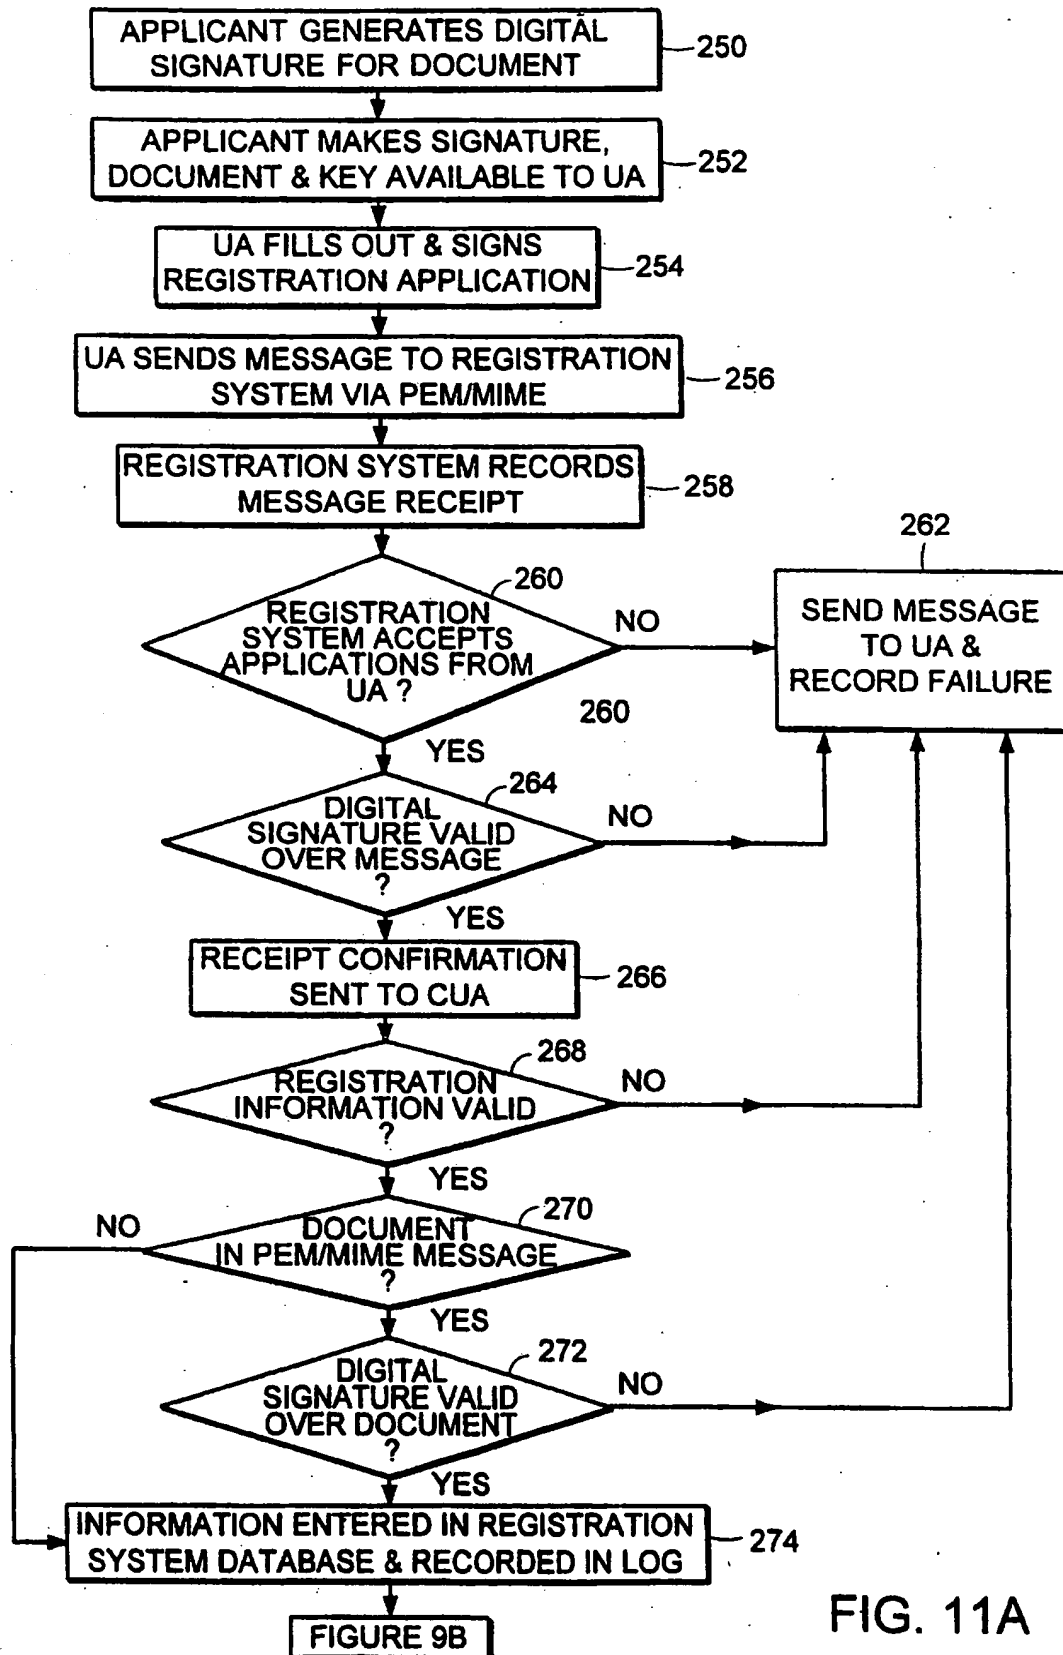 APPLICANT GENERATES DIGITAL
SIGNATURE FOR DOCUMENT
250
APPLICANT MAKES SIGNATURE,
DOCUMENT & KEY AVAILABLE TO UA
252
UA FILLS OUT & SIGNS
REGISTRATION APPLICATION
254
UA SENDS MESSAGE TO REGISTRATION
SYSTEM VIA PEM/MIME
256
REGISTRATION SYSTEM RECORDS
MESSAGE RECEIPT
258
260
REGISTRATION
SYSTEM ACCEPTS
APPLICATIONS FROM
UA ?
NO
262
SEND MESSAGE
TO UA &
RECORD FAILURE
260
YES
264
DIGITAL
SIGNATURE VALID
OVER MESSAGE
?
NO
YES
RECEIPT CONFIRMATION
SENT TO CUA
266
268
REGISTRATION
INFORMATION VALID
?
NO
YES
270
NO
DOCUMENT
IN PEM/MIME MESSAGE
?
YES
272
DIGITAL
SIGNATURE VALID
OVER DOCUMENT
?
NO
YES
INFORMATION ENTERED IN REGISTRATION
SYSTEM DATABASE & RECORDED IN LOG
274
FIGURE 9B
FIG. 11A